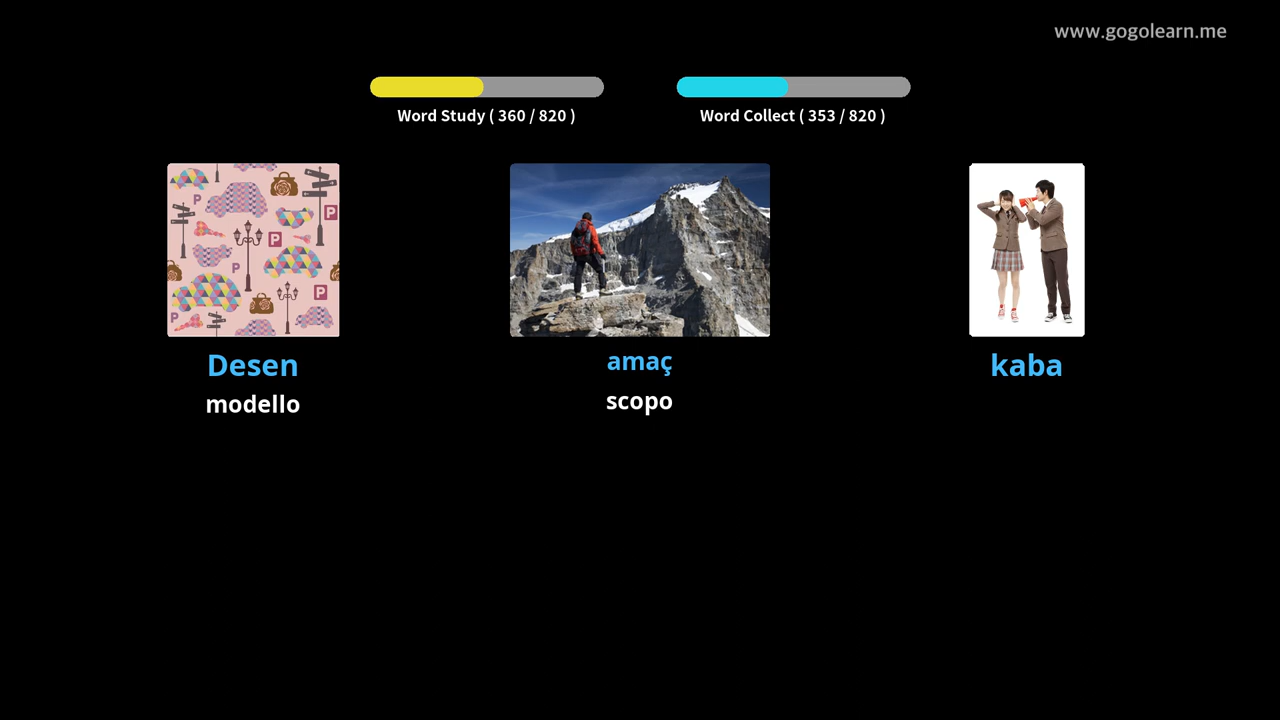 www.gogolearn.me
Word Study ( 360 / 820 )
Word Collect ( 353 / 820 )
P
P
P
P
P
P
Desen
modello
amaç
scopo
kaba